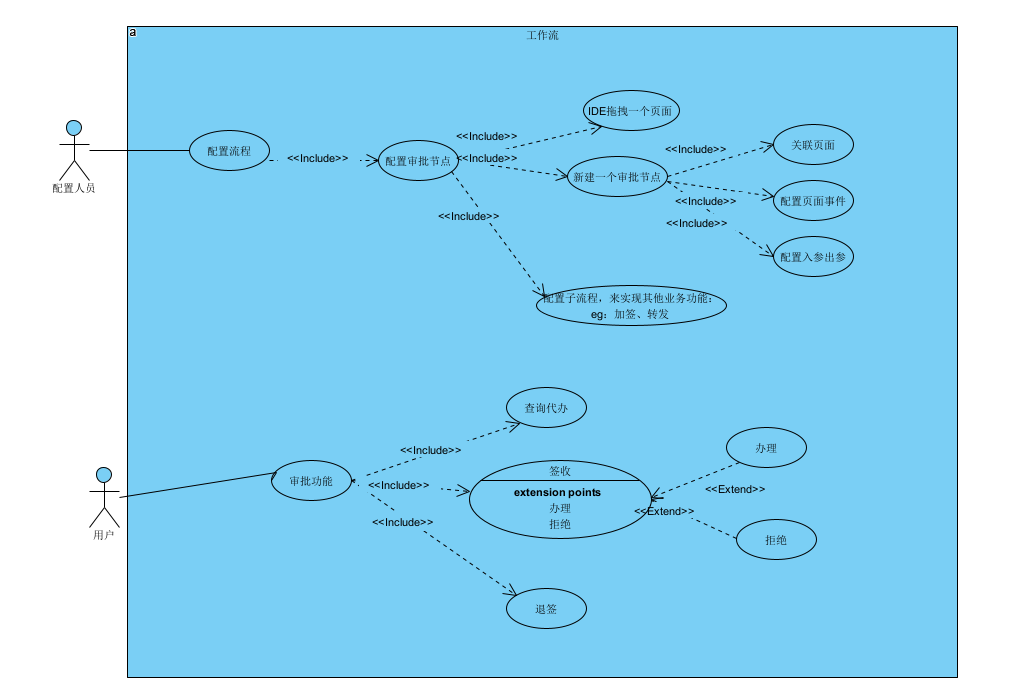 a
工作流
IDE拖拽一个页面
<<Include>>
关联页面
配置流程
<<Include>>
配置审批节点
<<Include>>
<<Include>>
新建一个审批节点
配置人员
<<Include>>
配置页面事件
<<Include>>
<<Include>>
配置入参出参
配置子流程，来实现其他业务功能；
eg：加签、转发
查询代办
办理
<<Include>>
签收
审批功能
<<Include>>
extension points
<<Extend>>
办理
<<Extend>>
拒绝
<<Include>>
用户
拒绝
退签